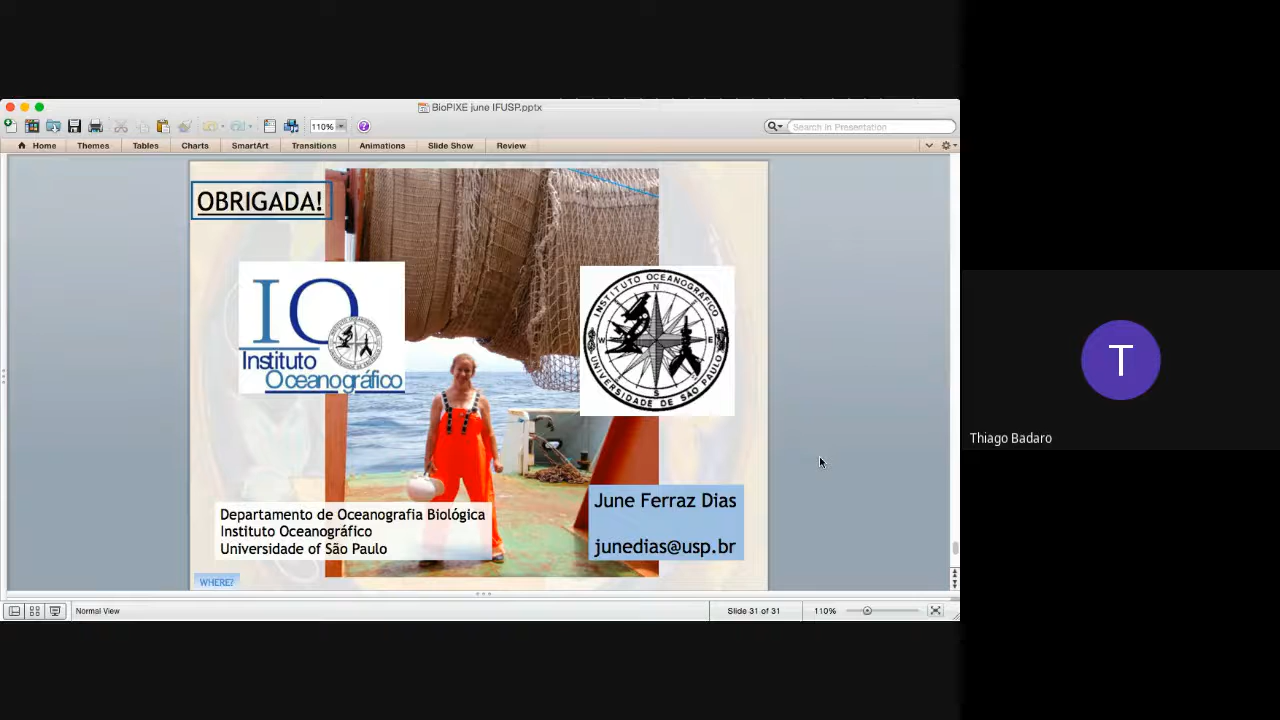 BioPIXE june IFUSP.pptx
110%
Search in Presentation
Home
Themes
Tables
Charts
SmartArt
Transitions
Animations
Slide Show
Review
OBRIGADA!
IO
Instituto
Oceanográfico
INSTITUTO OCEANOGRÁFICO
N
W
E
S
UNIVERSIDADE DE SÃO PAULO
Departamento de Oceanografia Biológica
Instituto Oceanográfico
Universidade of São Paulo
June Ferraz Dias
junedias@usp.br
WHERE?
Normal View
Slide 31 of 31
110%
T
Thiago Badaro